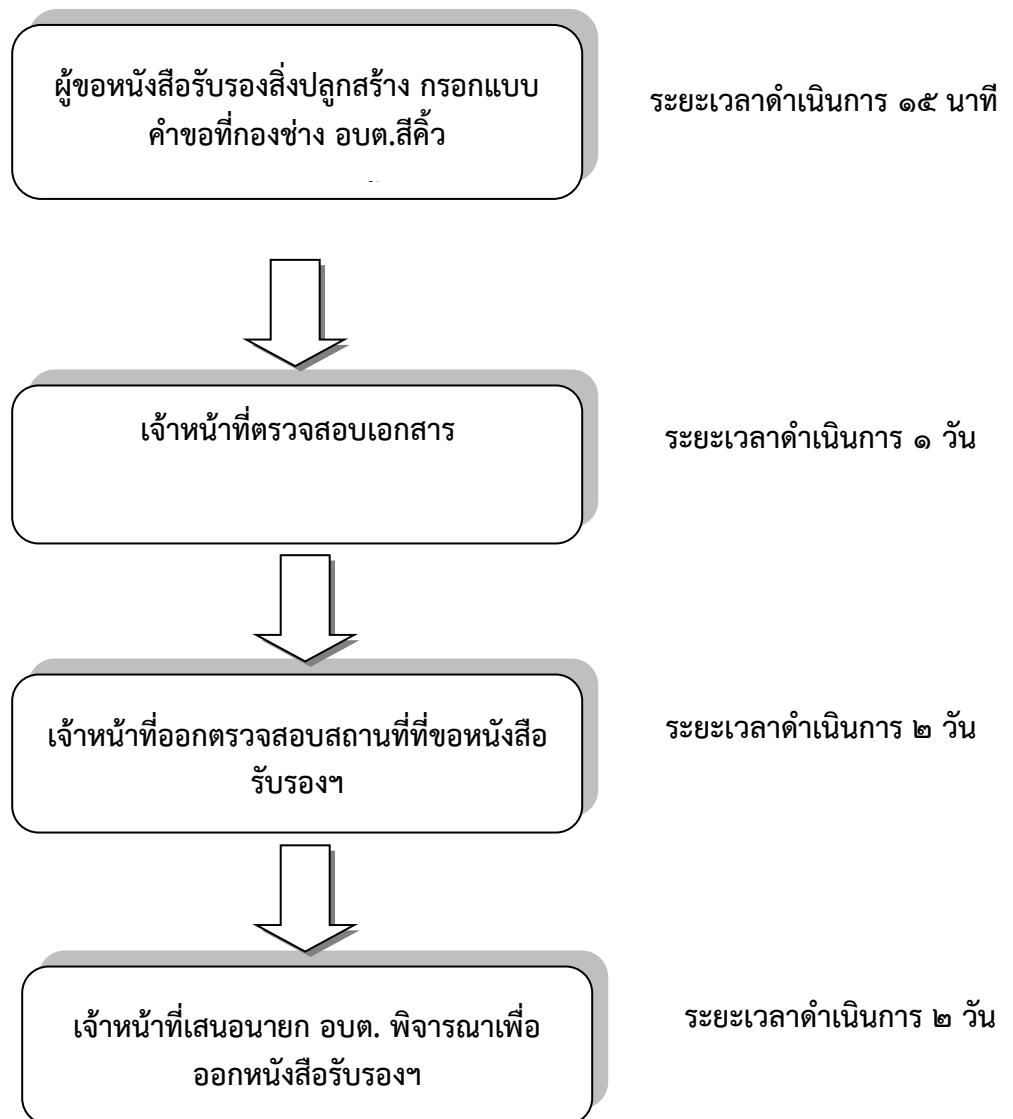 ผู้ขอหนังสือรับรองสิ่งปลูกสร้าง กรอกแบบ
คำขอที่กองช่าง อบต.สีคิ้ว
ระยะเวลาดำเนินการ ๑๕ นาที
เจ้าหน้าที่ตรวจสอบเอกสาร
ระยะเวลาดำเนินการ ๑ วัน
เจ้าหน้าที่ออกตรวจสอบสถานที่ที่ขอหนังสือ
รับรองฯ
ระยะเวลาดำเนินการ ๒ วัน
เจ้าหน้าที่เสนอนายก อบต. พิจารณาเพื่อ
ออกหนังสือรับรองฯ
ระยะเวลาดำเนินการ ๒ วัน